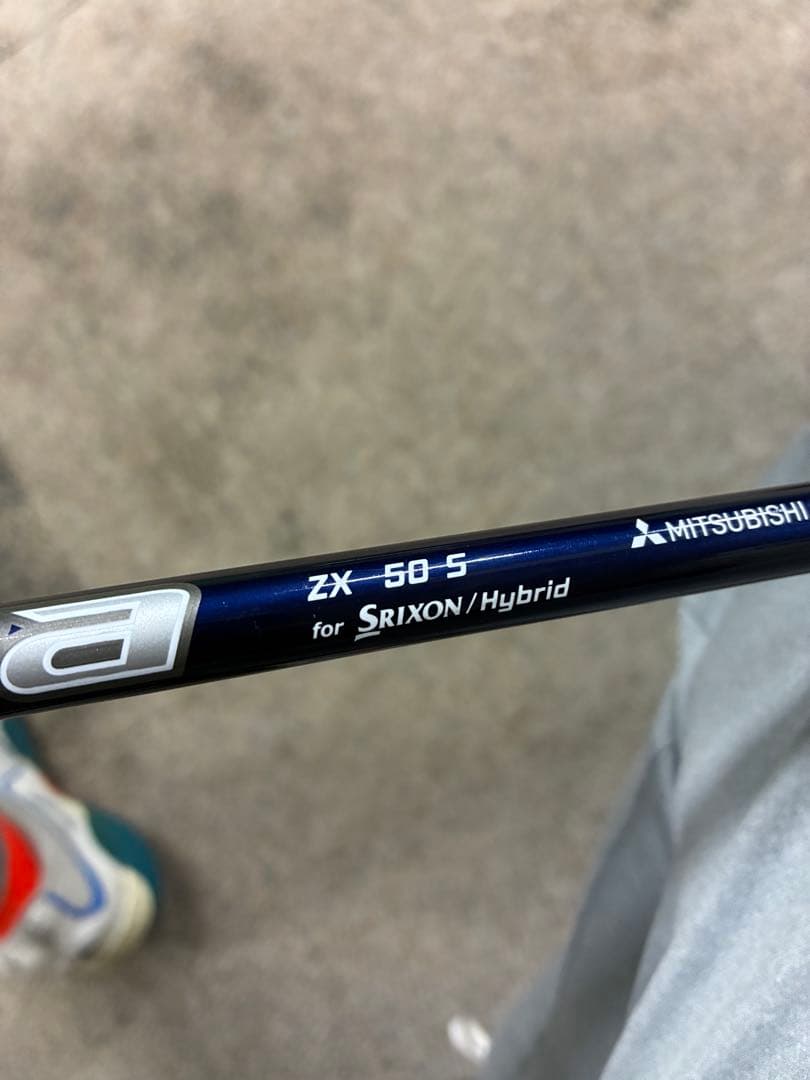 a
ZX 50 S
for SRIXON/Hybrid
MITSUBISHI